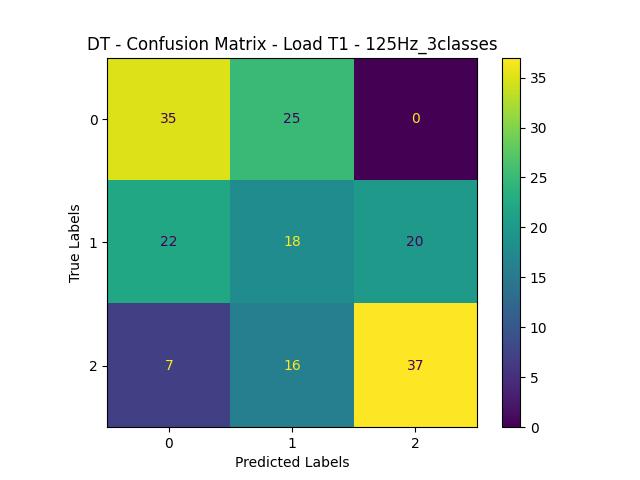 DT - Confusion Matrix - Load T1 - 125Hz_3classes
True Labels
0 35 25 0
1 22 18 20
2 7 16 37
0 1 2
Predicted Labels
35
30
25
20
15
10
5
0